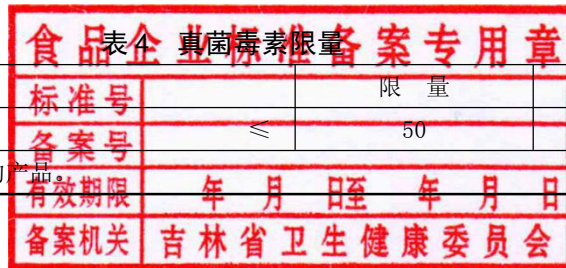 食品企业标准备案专用章
表 4 真菌毒素限量
标准号
限 量
备案号
≤ 50
的产品。
有效期限 年 月 日至 年 月 日
备案机关 吉林省卫生健康委员会